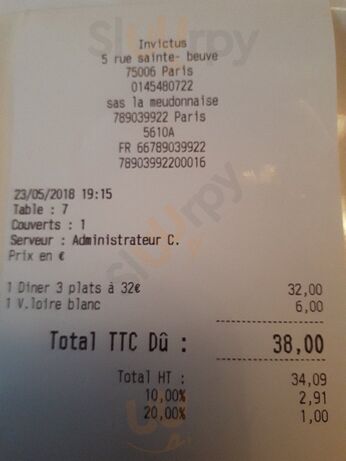 Invictus
5 rue sainte- beuve
75006 Paris
0145480722
sas la meudonnaise
789039922 Paris
5610A
FR 66789039922
78903992200016
23/05/2018 19:15
Table : 7
Couverts : 1
Serveur : Administrateur C.
Prix en €
1 Diner 3 plats à 32€ 32,00
1 V.loire blanc 6,00
Total TTC Dû : 38,00
Total HT : 34,09
10,00% 2,91
20,00% 1,00
Sluurpy
Sluurpy
Sluurpy